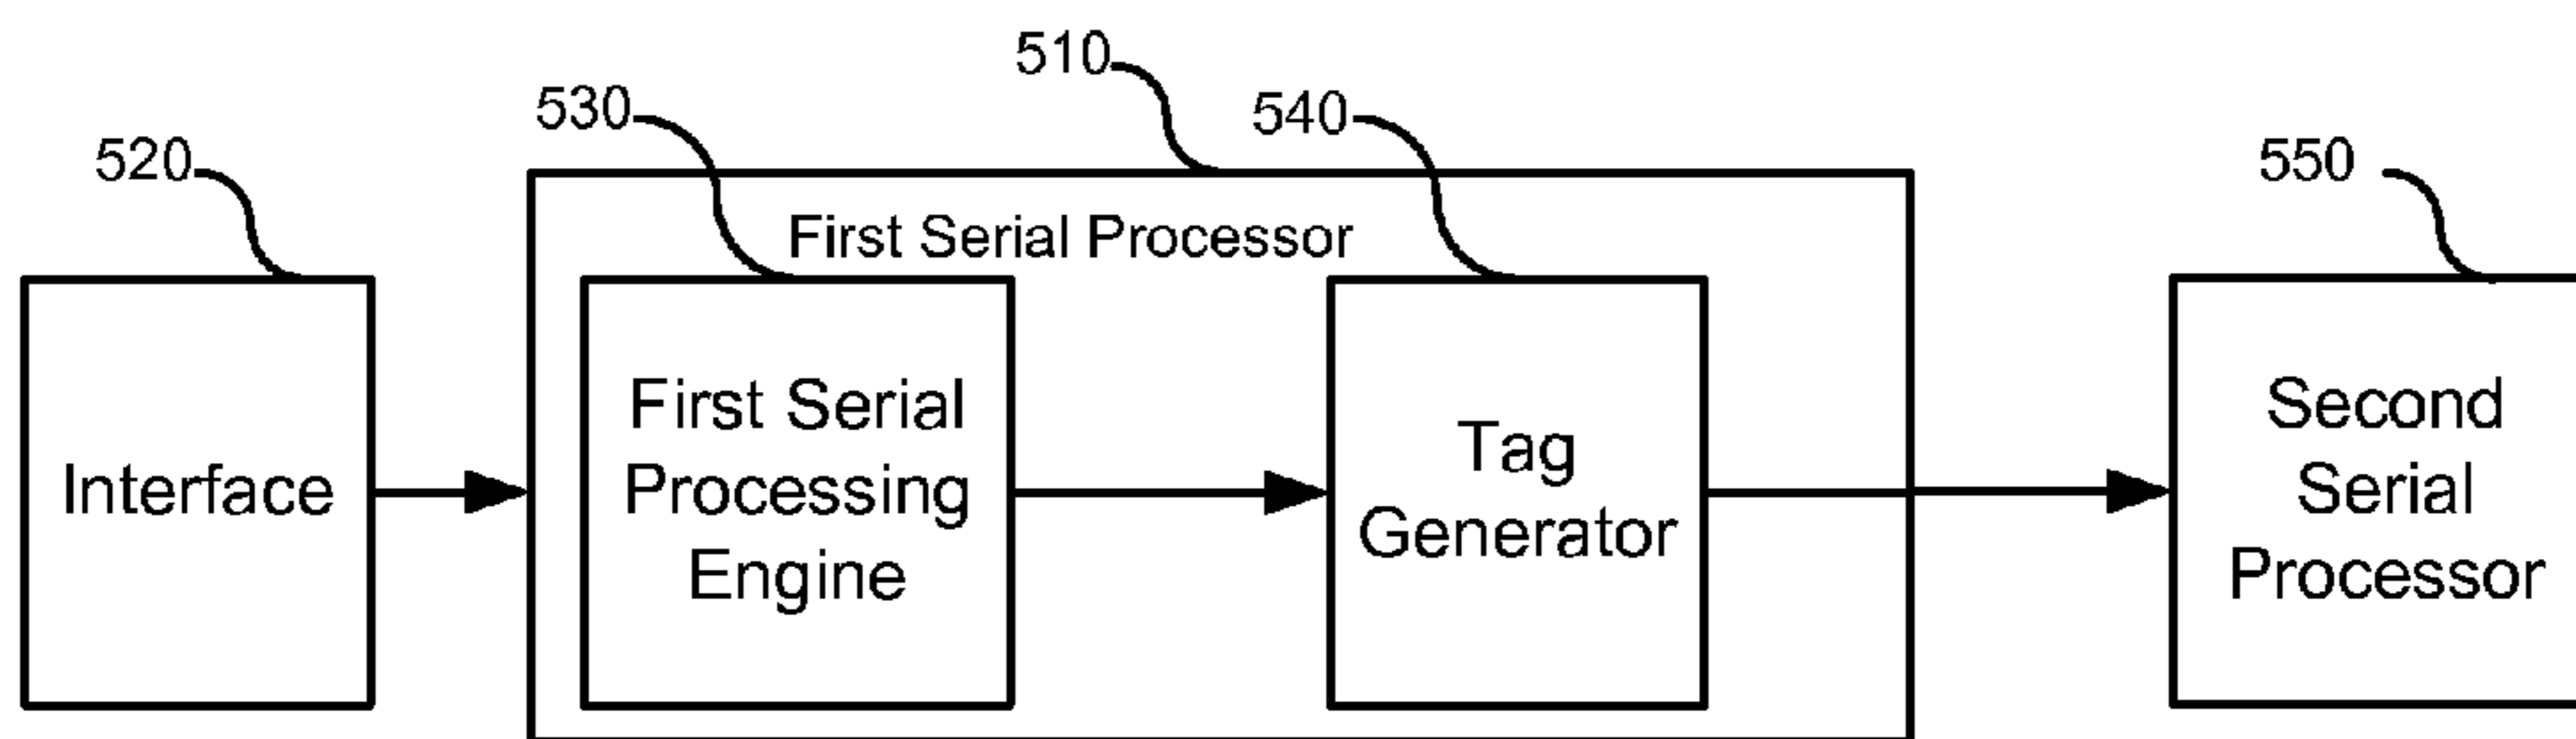 510
530
540
520
550
First Serial Processor
First Serial
Processing
Engine
Interface
Tag
Generator
Second
Serial
Processor